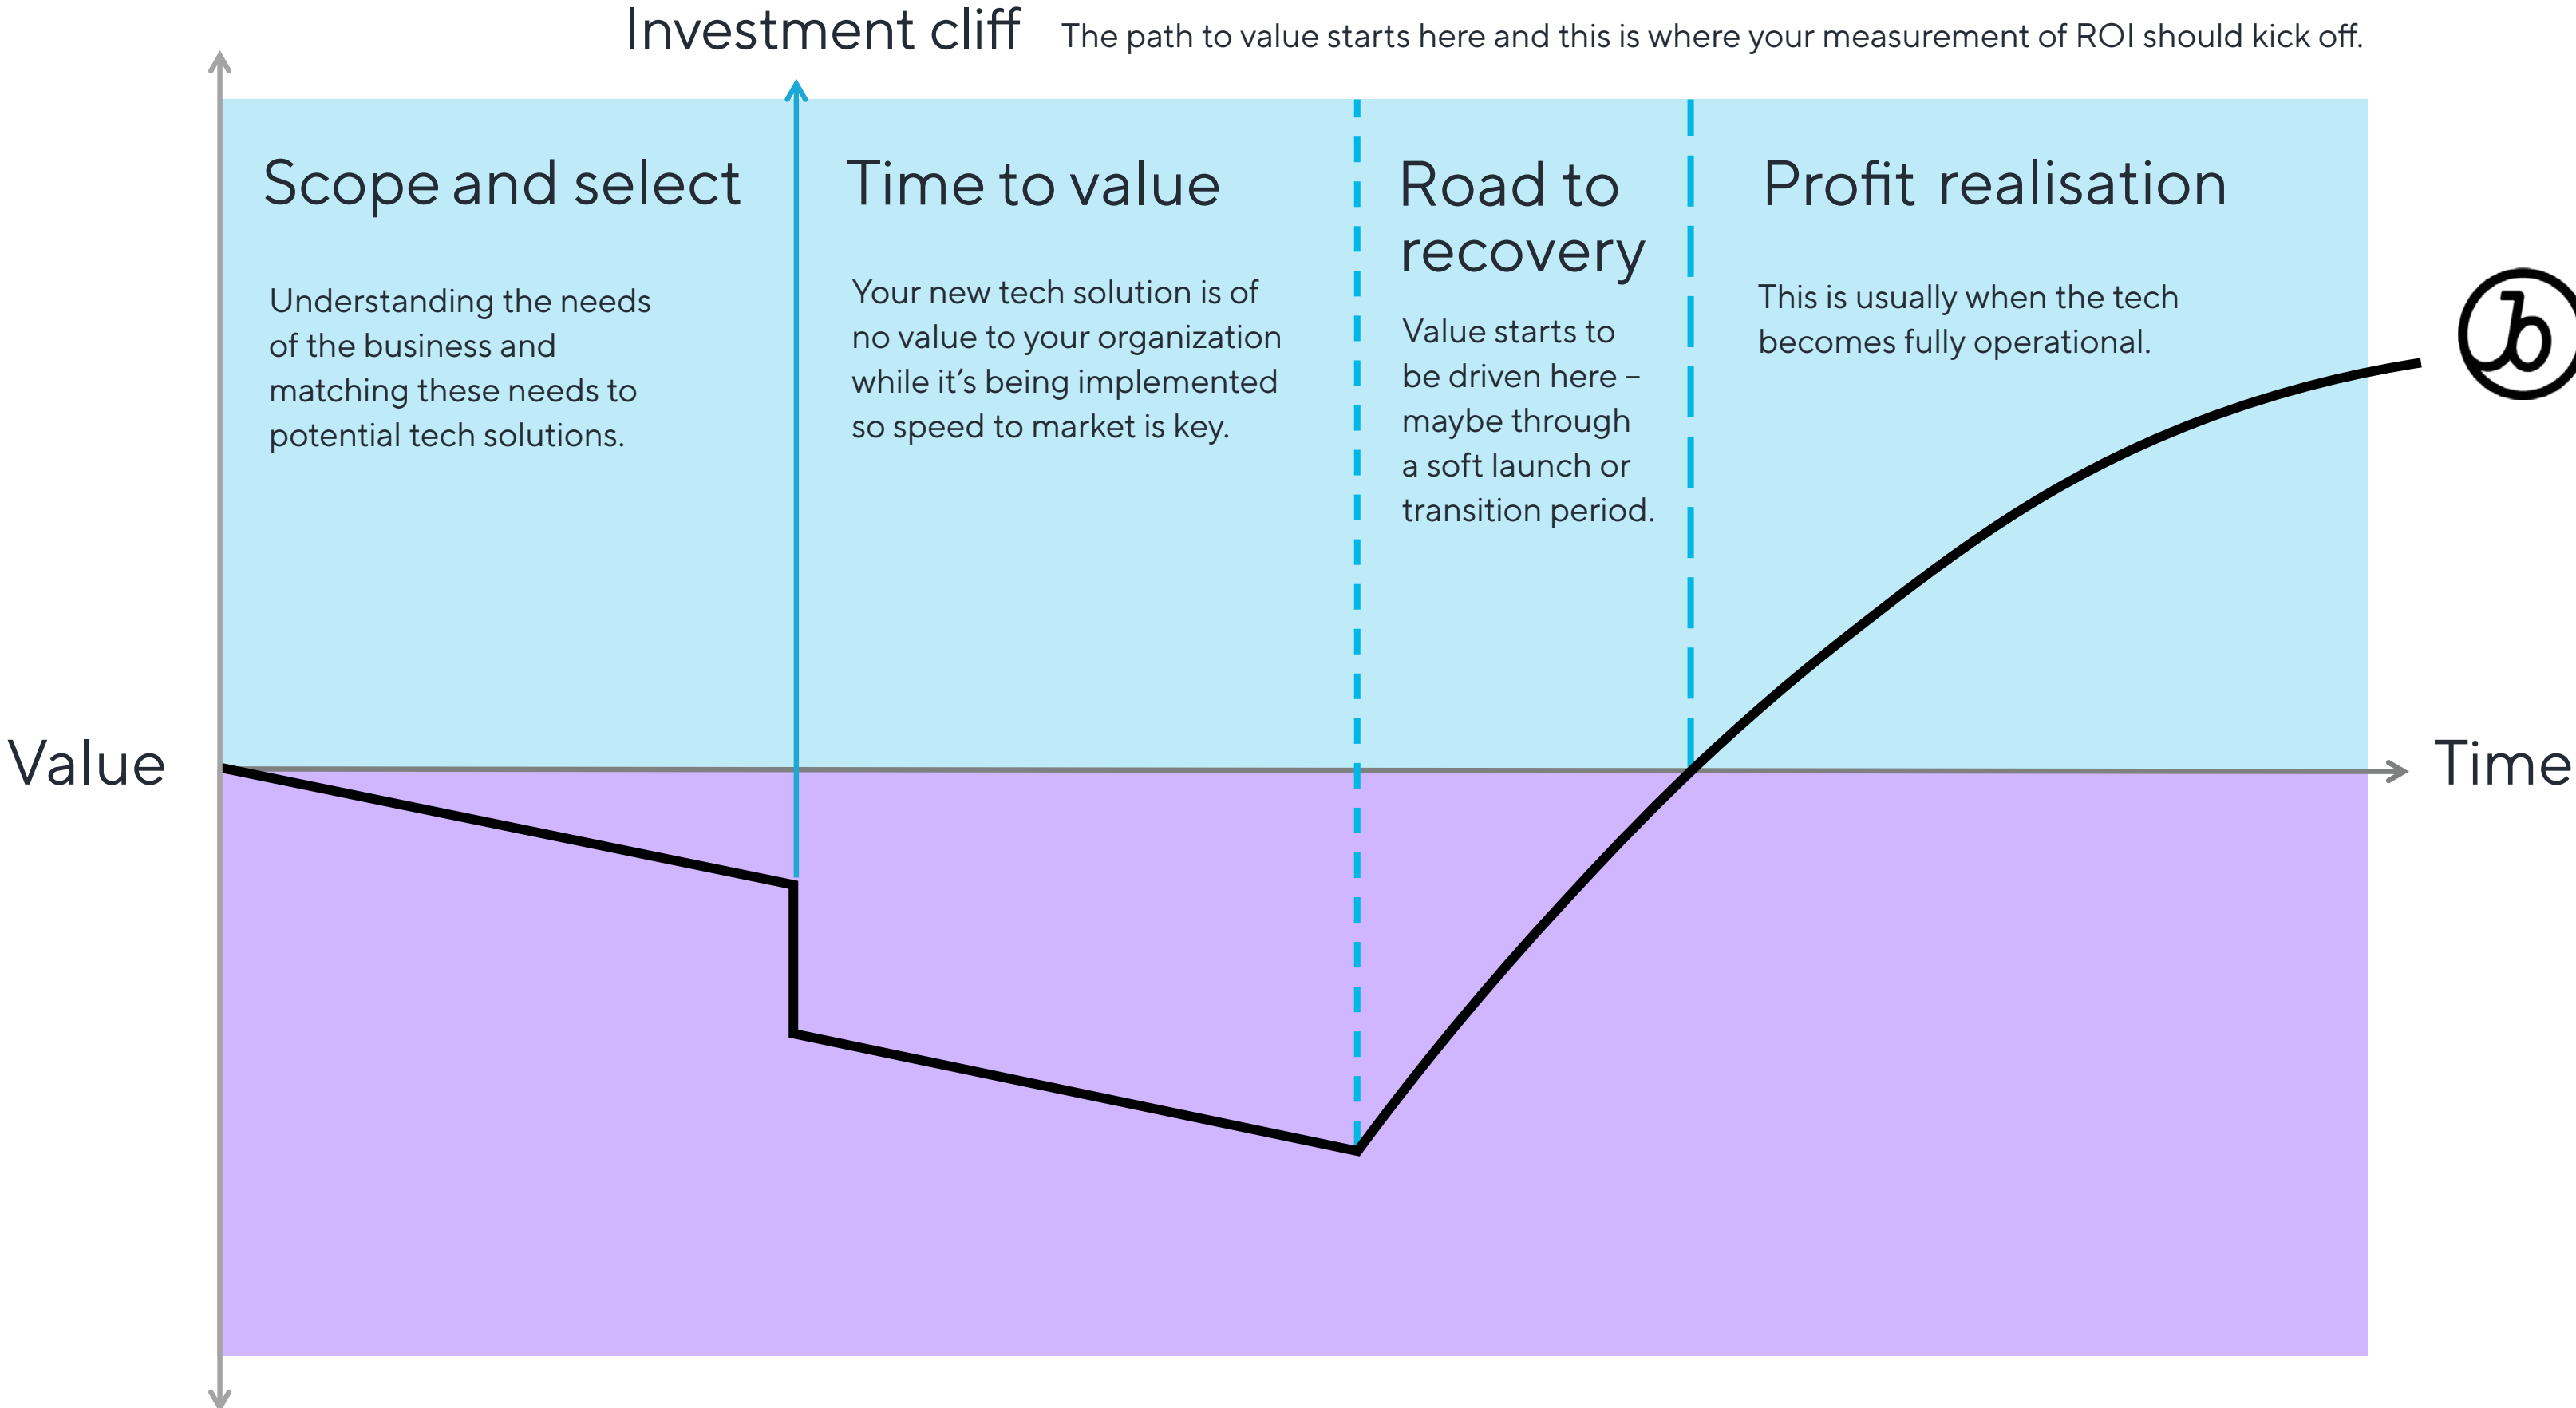 Investment cliff
The path to value starts here and this is where your measurement of ROI should kick off.
Scope and select
Understanding the needs
of the business and
matching these needs to
potential tech solutions.
Time to value
Your new tech solution is of
no value to your organization
while it’s being implemented
so speed to market is key.
Road to
recovery
Value starts to
be driven here –
maybe through
a soft launch or
transition period.
Profit realisation
This is usually when the tech
becomes fully operational.
b
Value
Time